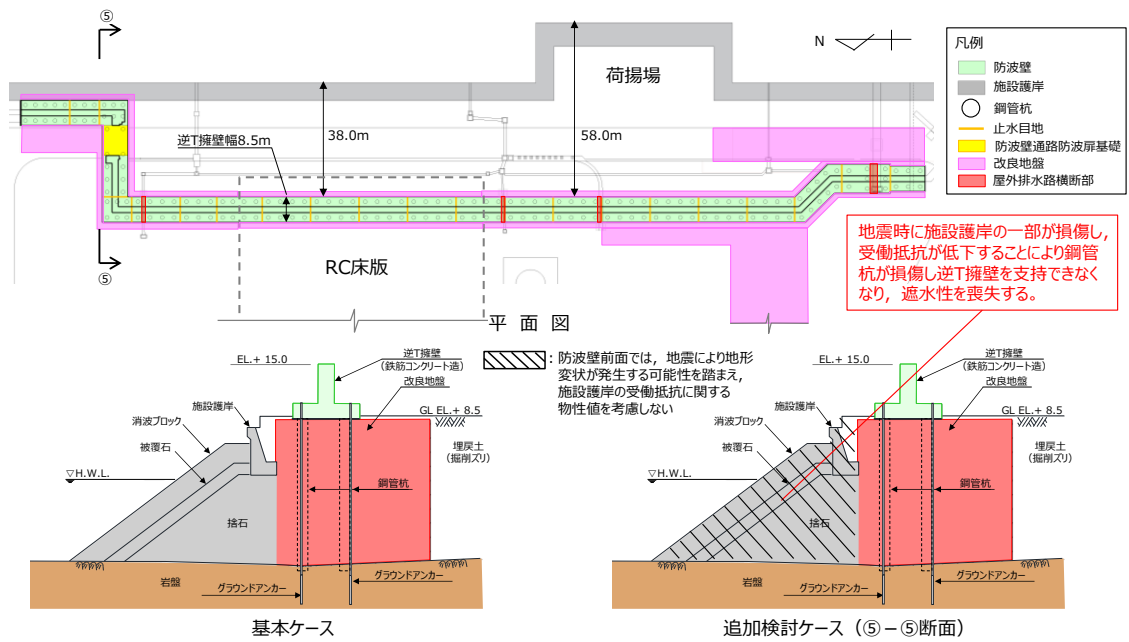 ⑤
N
凡例
防波壁
施設護岸
鋼管杭
止水目地
防波壁通路防波扉基礎
改良地盤
屋外排水路横断部
荷揚場
38.0m
58.0m
逆T擁壁幅8.5m
RC床版
⑤
平 面 図
地震時に施設護岸の一部が損傷し,
受働抵抗が低下することにより鋼管
杭が損傷し逆T擁壁を支持できなく
なり,遮水性を喪失する。
:防波壁前面では,地震により地形
変状が発生する可能性を踏まえ,
施設護岸の受働抵抗に関する
物性値を考慮しない
EL.+ 15.0
逆T擁壁
(鉄筋コンクリート造)
改良地盤
施設護岸
GL EL.+ 8.5
消波ブロック
被覆石
埋戻土
(掘削ズリ)
▽H.W.L.
鋼管杭
捨石
岩盤
グラウンドアンカー
グラウンドアンカー
基本ケース
EL.+ 15.0
逆T擁壁
(鉄筋コンクリート造)
改良地盤
施設護岸
GL EL.+ 8.5
消波ブロック
被覆石
埋戻土
(掘削ズリ)
▽H.W.L.
鋼管杭
捨石
岩盤
グラウンドアンカー
グラウンドアンカー
追加検討ケース(⑤-⑤断面)